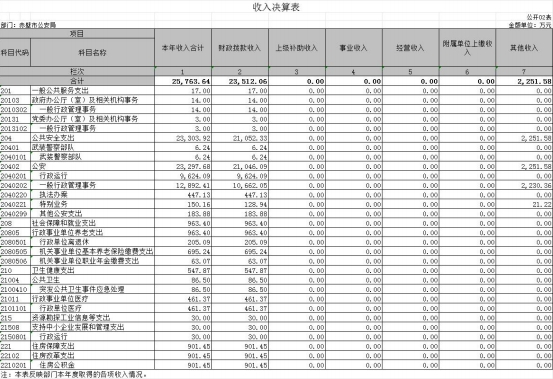 收入决算表
公开02表
部门：赤壁市公安局 金额单位：万元
项目 本年收入合计 财政拨款收入 上级补助收入 事业收入 经营收入 附属单位上缴收入 其他收入
科目代码 科目名称
栏次 1 2 3 4 5 6 7
合计 25,763.64 23,512.06 0.00 0.00 0.00 0.00 2,251.58
201 一般公共服务支出 17.00 17.00 0.00 0.00 0.00 0.00 0.00
20103 政府办公厅（室）及相关机构事务 14.00 14.00 0.00 0.00 0.00 0.00 0.00
2010302 一般行政管理事务 14.00 14.00 0.00 0.00 0.00 0.00 0.00
20131 党委办公厅（室）及相关机构事务 3.00 3.00 0.00 0.00 0.00 0.00 0.00
2013102 一般行政管理事务 3.00 3.00 0.00 0.00 0.00 0.00 0.00
204 公共安全支出 23,303.92 21,052.33 0.00 0.00 0.00 0.00 2,251.58
20401 武装警察部队 6.24 6.24 0.00 0.00 0.00 0.00 0.00
2040101 武装警察部队 6.24 6.24 0.00 0.00 0.00 0.00 0.00
20402 公安 23,297.68 21,046.09 0.00 0.00 0.00 0.00 2,251.58
2040201 行政运行 9,624.09 9,624.09 0.00 0.00 0.00 0.00 0.00
2040202 一般行政管理事务 12,892.41 10,662.05 0.00 0.00 0.00 0.00 2,230.36
2040220 执法办案 447.13 447.13 0.00 0.00 0.00 0.00 0.00
2040221 特别业务 150.16 128.94 0.00 0.00 0.00 0.00 21.22
2040299 其他公安支出 183.88 183.88 0.00 0.00 0.00 0.00 0.00
208 社会保障和就业支出 963.40 963.40 0.00 0.00 0.00 0.00 0.00
20805 行政事业单位养老支出 963.40 963.40 0.00 0.00 0.00 0.00 0.00
2080501 行政单位离退休 205.09 205.09 0.00 0.00 0.00 0.00 0.00
2080505 机关事业单位基本养老保险缴费支出 695.24 695.24 0.00 0.00 0.00 0.00 0.00
2080506 机关事业单位职业年金缴费支出 63.07 63.07 0.00 0.00 0.00 0.00 0.00
210 卫生健康支出 547.87 547.87 0.00 0.00 0.00 0.00 0.00
21004 公共卫生 86.50 86.50 0.00 0.00 0.00 0.00 0.00
2100410 突发公共卫生事件应急处理 86.50 86.50 0.00 0.00 0.00 0.00 0.00
21011 行政事业单位医疗 461.37 461.37 0.00 0.00 0.00 0.00 0.00
2101101 行政单位医疗 461.37 461.37 0.00 0.00 0.00 0.00 0.00
215 资源勘探工业信息等支出 30.00 30.00 0.00 0.00 0.00 0.00 0.00
21508 支持中小企业发展和管理支出 30.00 30.00 0.00 0.00 0.00 0.00 0.00
2150801 行政运行 30.00 30.00 0.00 0.00 0.00 0.00 0.00
221 住房保障支出 901.45 901.45 0.00 0.00 0.00 0.00 0.00
22102 住房改革支出 901.45 901.45 0.00 0.00 0.00 0.00 0.00
2210201 住房公积金 901.45 901.45 0.00 0.00 0.00 0.00 0.00
注：本表反映部门本年度取得的各项收入情况。